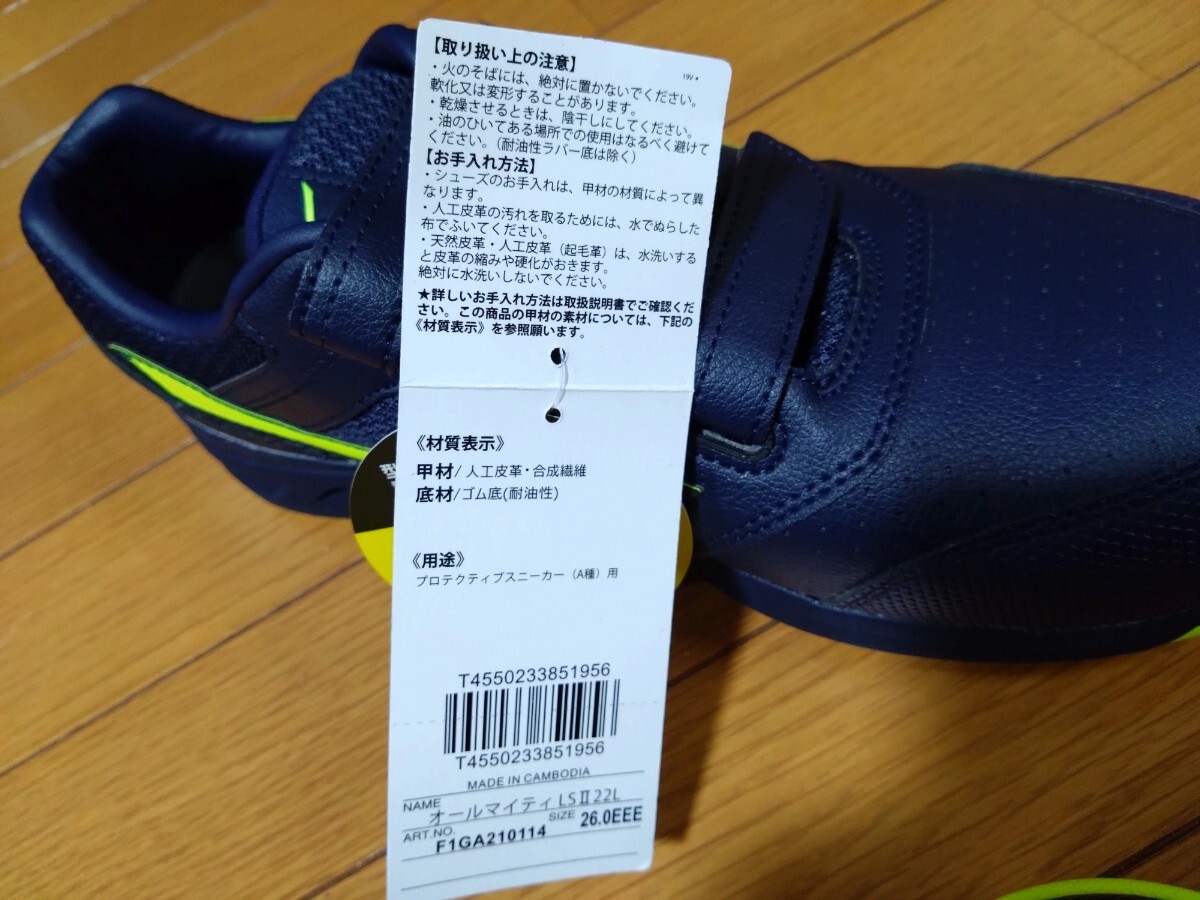 【取り扱い上の注意】
19V ●
・火のそばには、絶対に置かないでください。
軟化又は変形することがあります。
・乾燥させるときは、陰干しにしてください。
・油のひいてある場所での使用はなるべく避けて
ください。（耐油性ラバー底は除く）
【お手入れ方法】
・シューズのお手入れは、甲材の材質によって異
なります。
・人工皮革の汚れを取るためには、水でぬらした
布でふいてください。
・天然皮革・人工皮革（起毛革）は、水洗いする
と皮革の縮みや硬化がおきます。
絶対に水洗いしないでください。
★詳しいお手入れ方法は取扱説明書でご確認くだ
さい。この商品の甲材の素材については、下記の
《材質表示》を参照願います。
《材質表示》
甲材/ 人工皮革・合成繊維
底材/ゴム底(耐油性)
《用途》
プロテクティブスニーカー（A種）用
T4550233851956
T4550233851956
MADE IN CAMBODIA
NAME オールマイティ LSⅡ22L
ART.NO. F1GA210114 SIZE 26.0EEE